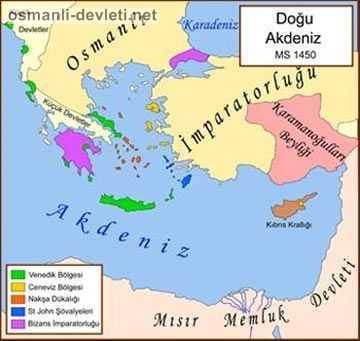 osmanli-devleti.net
Devletler
Karadeniz
Doğu
Akdeniz
MS 1450
Osmanlı
İmparatorluğu
Küçük Devletler
Karamanoğulları
Beyliği
Akdeniz
Kıbrıs Krallığı
Venedik Bölgesi
Ceneviz Bölgesi
Nakşa Dükalığı
St John Şövalyeleri
Bizans İmparatorluğu
Mısır Memluk Devleti